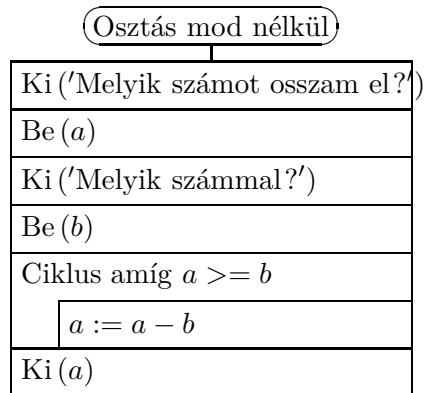 Osztás mod nélkül
Ki ('Melyik számot osszam el?')
Be (a)
Ki ('Melyik számmal?')
Be (b)
Ciklus amíg a >= b
a := a − b
Ki (a)